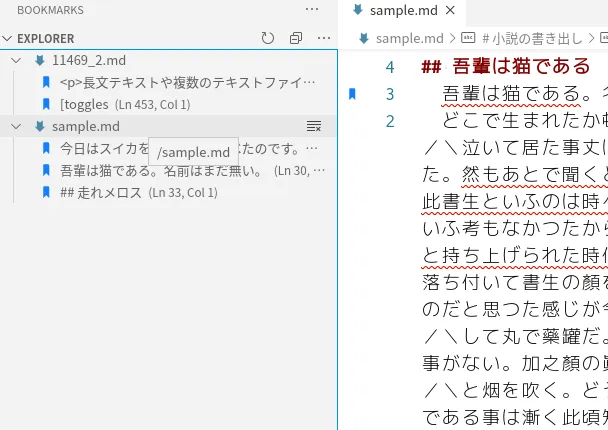 BOOKMARKS
EXPLORER
11469_2.md
<p>長文テキストや複数のテキストファイ…
[toggles (Ln 453, Col 1)
sample.md
今日はスイカを
たのです。…
/sample.md
吾輩は猫である。名前はまだ無い。 (Ln 30, …
## 走れメロス (Ln 33, Col 1)
sample.md
sample.md > # 小説の書き出し >
4 ## 吾輩は猫である
3 吾輩は猫である。
2 どこで生まれたか
/\泣いて居た事丈
た。然もあとで聞くと
此書生といふのは時
いふ考もなかつたから
と持ち上げられた時
落ち付いて書生の顔を
のだと思つた感じが
/\して丸で薬罐だ。
事がない。加之顔の
/\と烟を吹く。どう
である事は漸く此頃